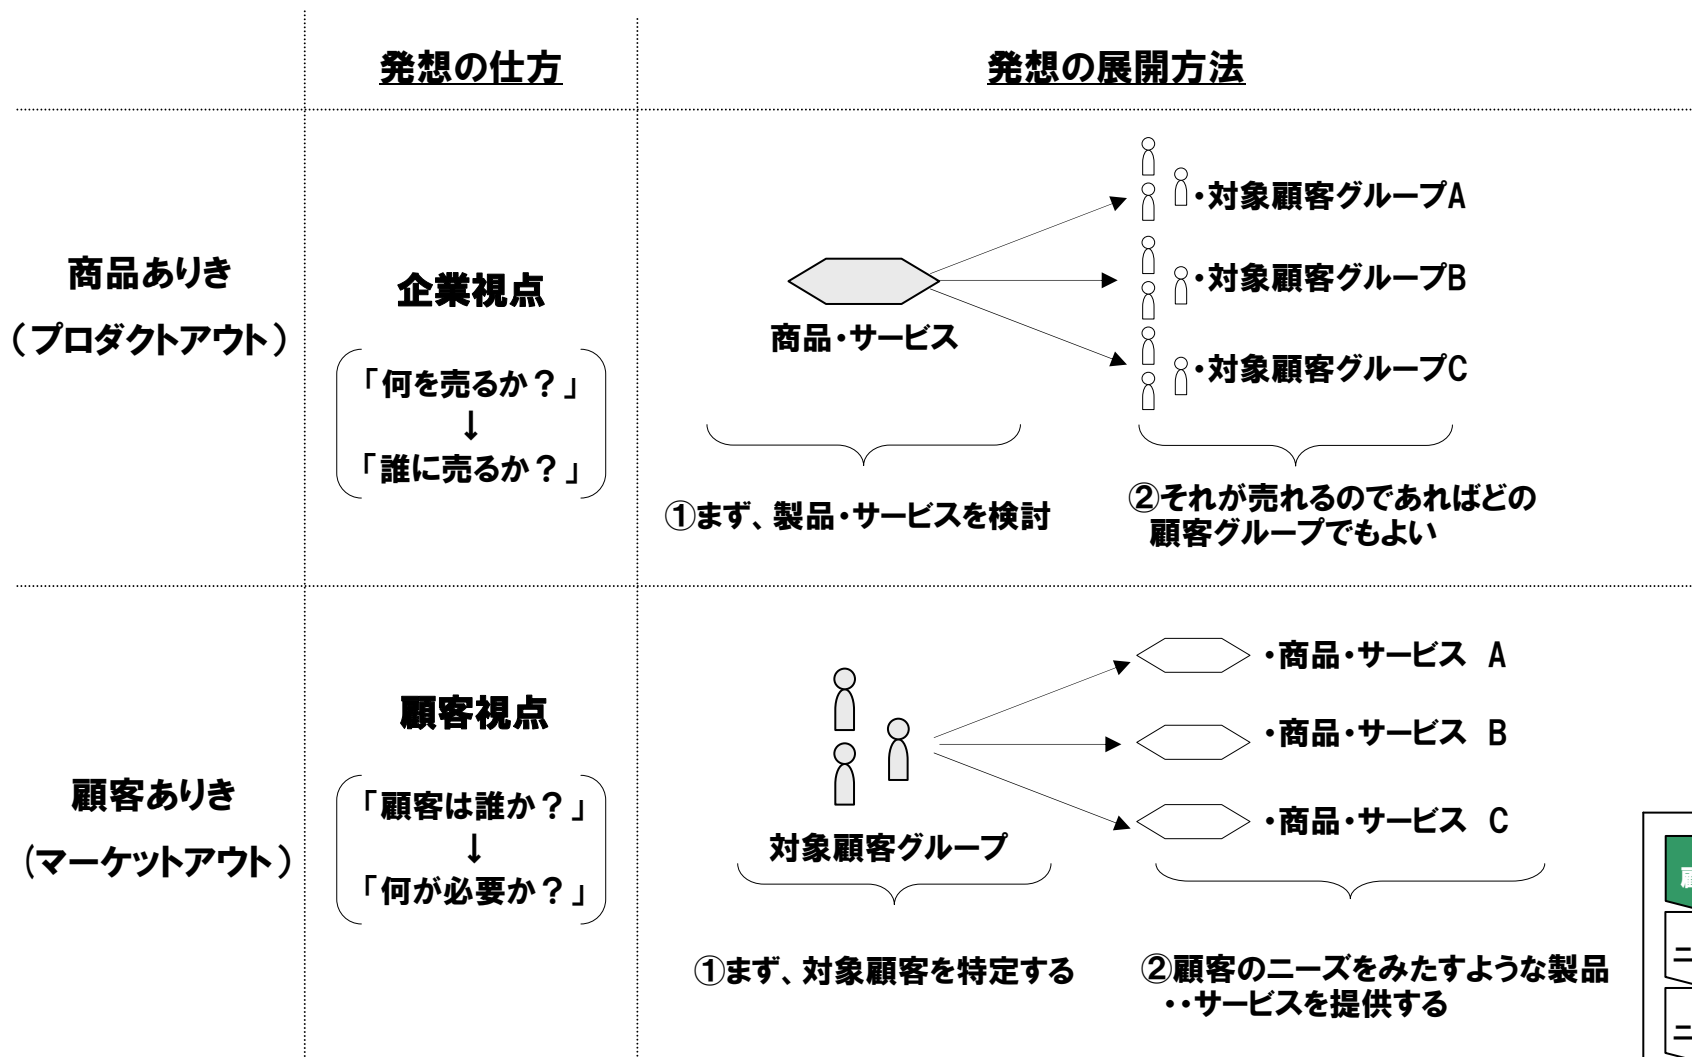 発想の仕方
発想の展開方法
商品ありき
（プロダクトアウト）
企業視点
「何を売るか？」
↓
「誰に売るか？」
商品・サービス
・対象顧客グループA
・対象顧客グループB
・対象顧客グループC
①まず、製品・サービスを検討
②それが売れるのであればどの
顧客グループでもよい
顧客ありき
（マーケットアウト）
顧客視点
「顧客は誰か？」
↓
「何が必要か？」
対象顧客グループ
・商品・サービス A
・商品・サービス B
・商品・サービス C
①まず、対象顧客を特定する
②顧客のニーズをみたすような製品
・・サービスを提供する